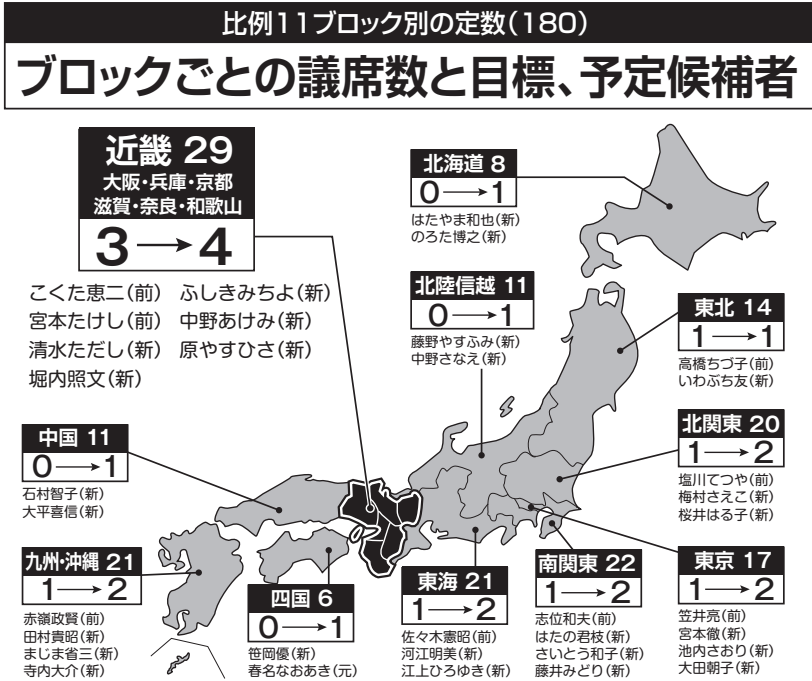 比例11ブロック別の定数(180)
ブロックごとの議席数と目標、予定候補者
近畿 29
大阪・兵庫・京都
滋賀・奈良・和歌山
3→4
こくた恵二(前) ふしきみちよ(新)
宮本たけし(前) 中野あけみ(新)
清水ただし(新) 原やすひさ(新)
堀内照文(新)
北海道 8
0→1
はたやま和也(新)
のろた博之(新)
北陸信越 11
0→1
藤野やすふみ(新)
中野さなえ(新)
東北 14
1→1
高橋ちづ子(前)
いわぶち友(新)
北関東 20
1→2
塩川てつや(前)
梅村さえこ(新)
桜井はる子(新)
中国 11
0→1
石村智子(新)
大平喜信(新)
九州・沖縄 21
1→2
赤嶺政賢(前)
田村貴昭(新)
まじま省三(新)
寺内大介(新)
四国 6
0→1
笹岡優(新)
春名なおあき(元)
東海 21
1→2
佐々木憲昭(前)
河江明美(新)
江上ひろゆき(新)
南関東 22
1→2
志位和夫(前)
はたの君枝(新)
さいとう和子(新)
藤井みどり(新)
東京 17
1→2
笠井亮(前)
宮本徹(新)
池内さおり(新)
大田朝子(新)